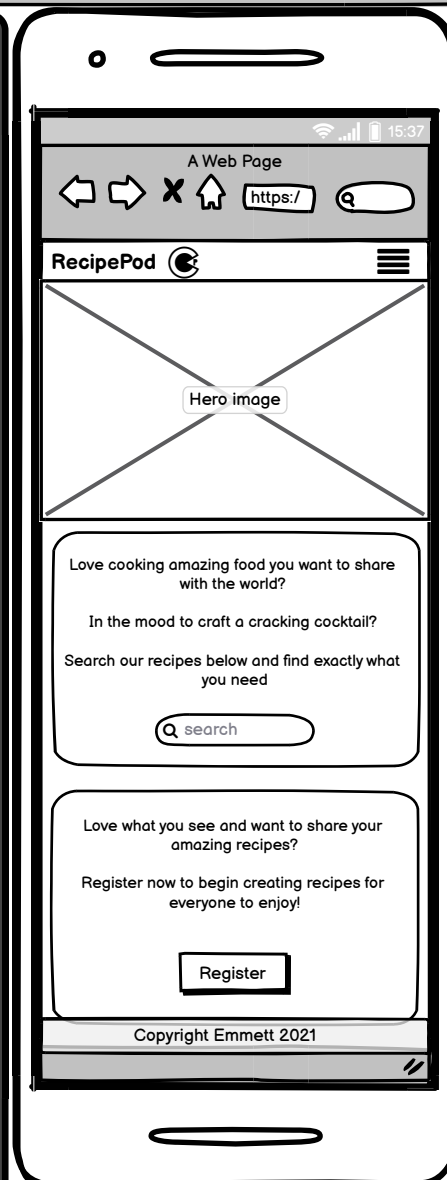 15:37
A Web Page
https:/
RecipePod
Hero image
Love cooking amazing food you want to share
with the world?
In the mood to craft a cracking cocktail?
Search our recipes below and find exactly what
you need
search
Love what you see and want to share your
amazing recipes?
Register now to begin creating recipes for
everyone to enjoy!
Register
Copyright Emmett 2021